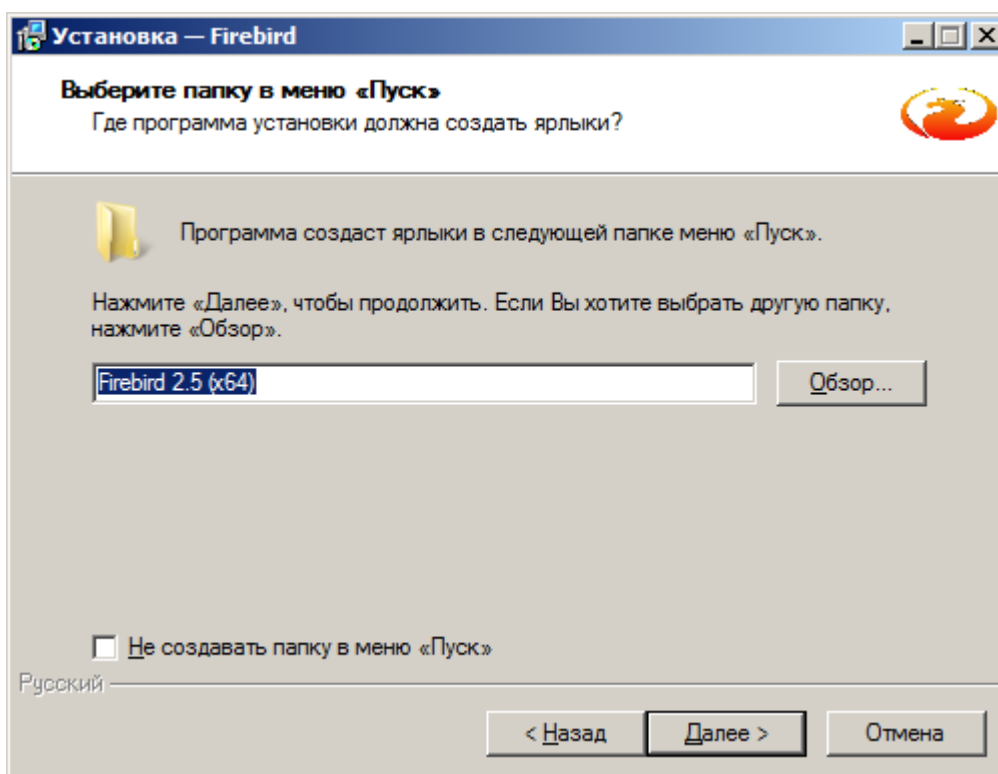 Установка — Firebird
Выберите папку в меню «Пуск»
Где программа установки должна создать ярлыки?
Программа создаст ярлыки в следующей папке меню «Пуск».
Нажмите «Далее», чтобы продолжить. Если Вы хотите выбрать другую папку,
нажмите «Обзор».
Firebird 2.5 (x64)
Обзор...
Не создавать папку в меню «Пуск»
Русский
< Назад
Далее >
Отмена